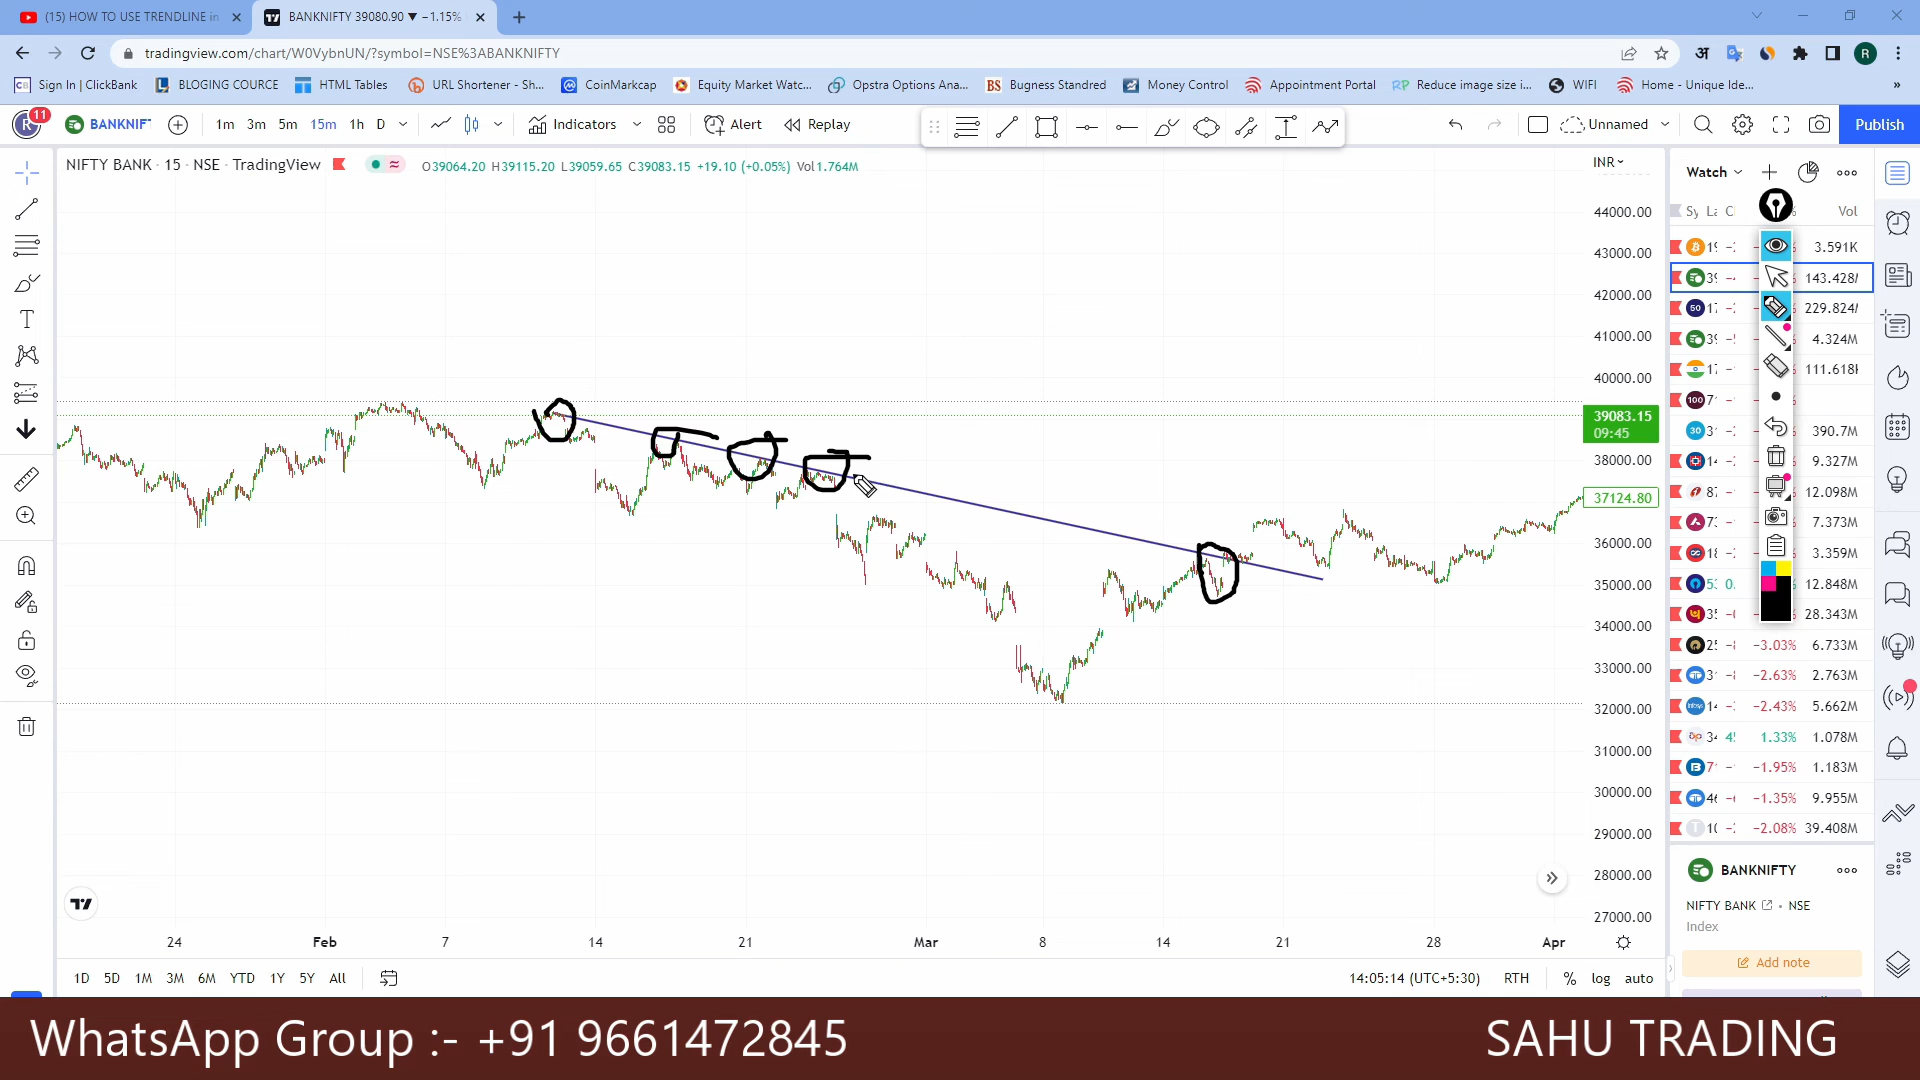 (15) HOW TO USE TRENDLINE in
BANKNIFTY 39080.90 ▼ −1.15%
tradingview.com/chart/W0VybnUN/?symbol=NSE%3ABANKNIFTY
R
CB Sign In | ClickBank BLOGING COURCE HTML Tables URL Shortener - Sh... CoinMarkcap Equity Market Watc... Opstra Options Ana... BS Bugness Standred Money Control Appointment Portal RP Reduce image size i... WIFI Home - Unique Ide... »
R 11 BANKNIF 1m 3m 5m 15m 1h D Indicators Alert Replay Unnamed Publish
NIFTY BANK · 15 · NSE · TradingView O39064.20 H39115.20 L39059.65 C39083.15 +19.10 (+0.05%) Vol1.764M
INR
44000.00
43000.00
42000.00
41000.00
40000.00
39083.15
09:45
38000.00
37124.80
36000.00
35000.00
34000.00
33000.00
32000.00
31000.00
30000.00
29000.00
28000.00
27000.00
24 Feb 7 14 21 Mar 8 14 21 28 Apr
1D 5D 1M 3M 6M YTD 1Y 5Y All 14:05:14 (UTC+5:30) RTH % log auto
Watch
Vol
3.591K
143.428
50 229.824
4.324M
111.618
100
30 390.7M
9.327M
12.098M
7.373M
3.359M
12.848M
28.343M
−3.03% 6.733M
−2.63% 2.763M
−2.43% 5.662M
1.33% 1.078M
−1.95% 1.183M
−1.35% 9.955M
−2.08% 39.408M
BANKNIFTY
NIFTY BANK • NSE
Index
Add note
WhatsApp Group :- +91 9661472845
SAHU TRADING